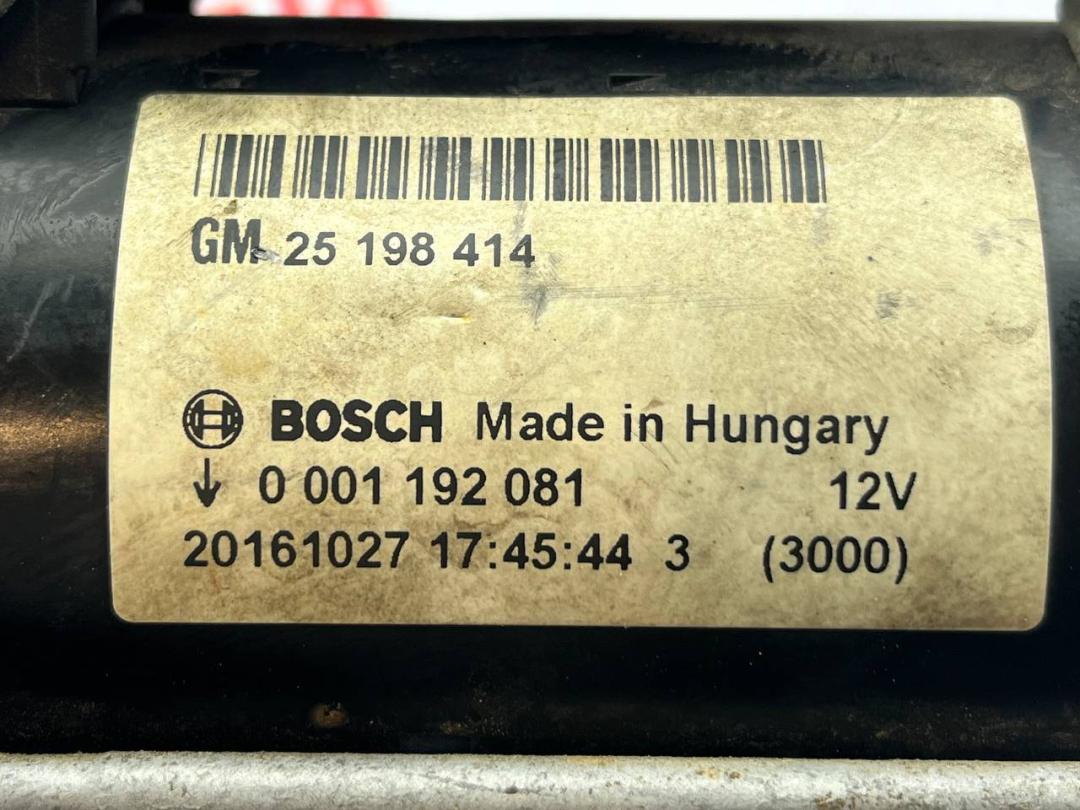 GM 25 198 414
BOSCH Made in Hungary
↓ 0 001 192 081 12V
20161027 17:45:44 3 (3000)